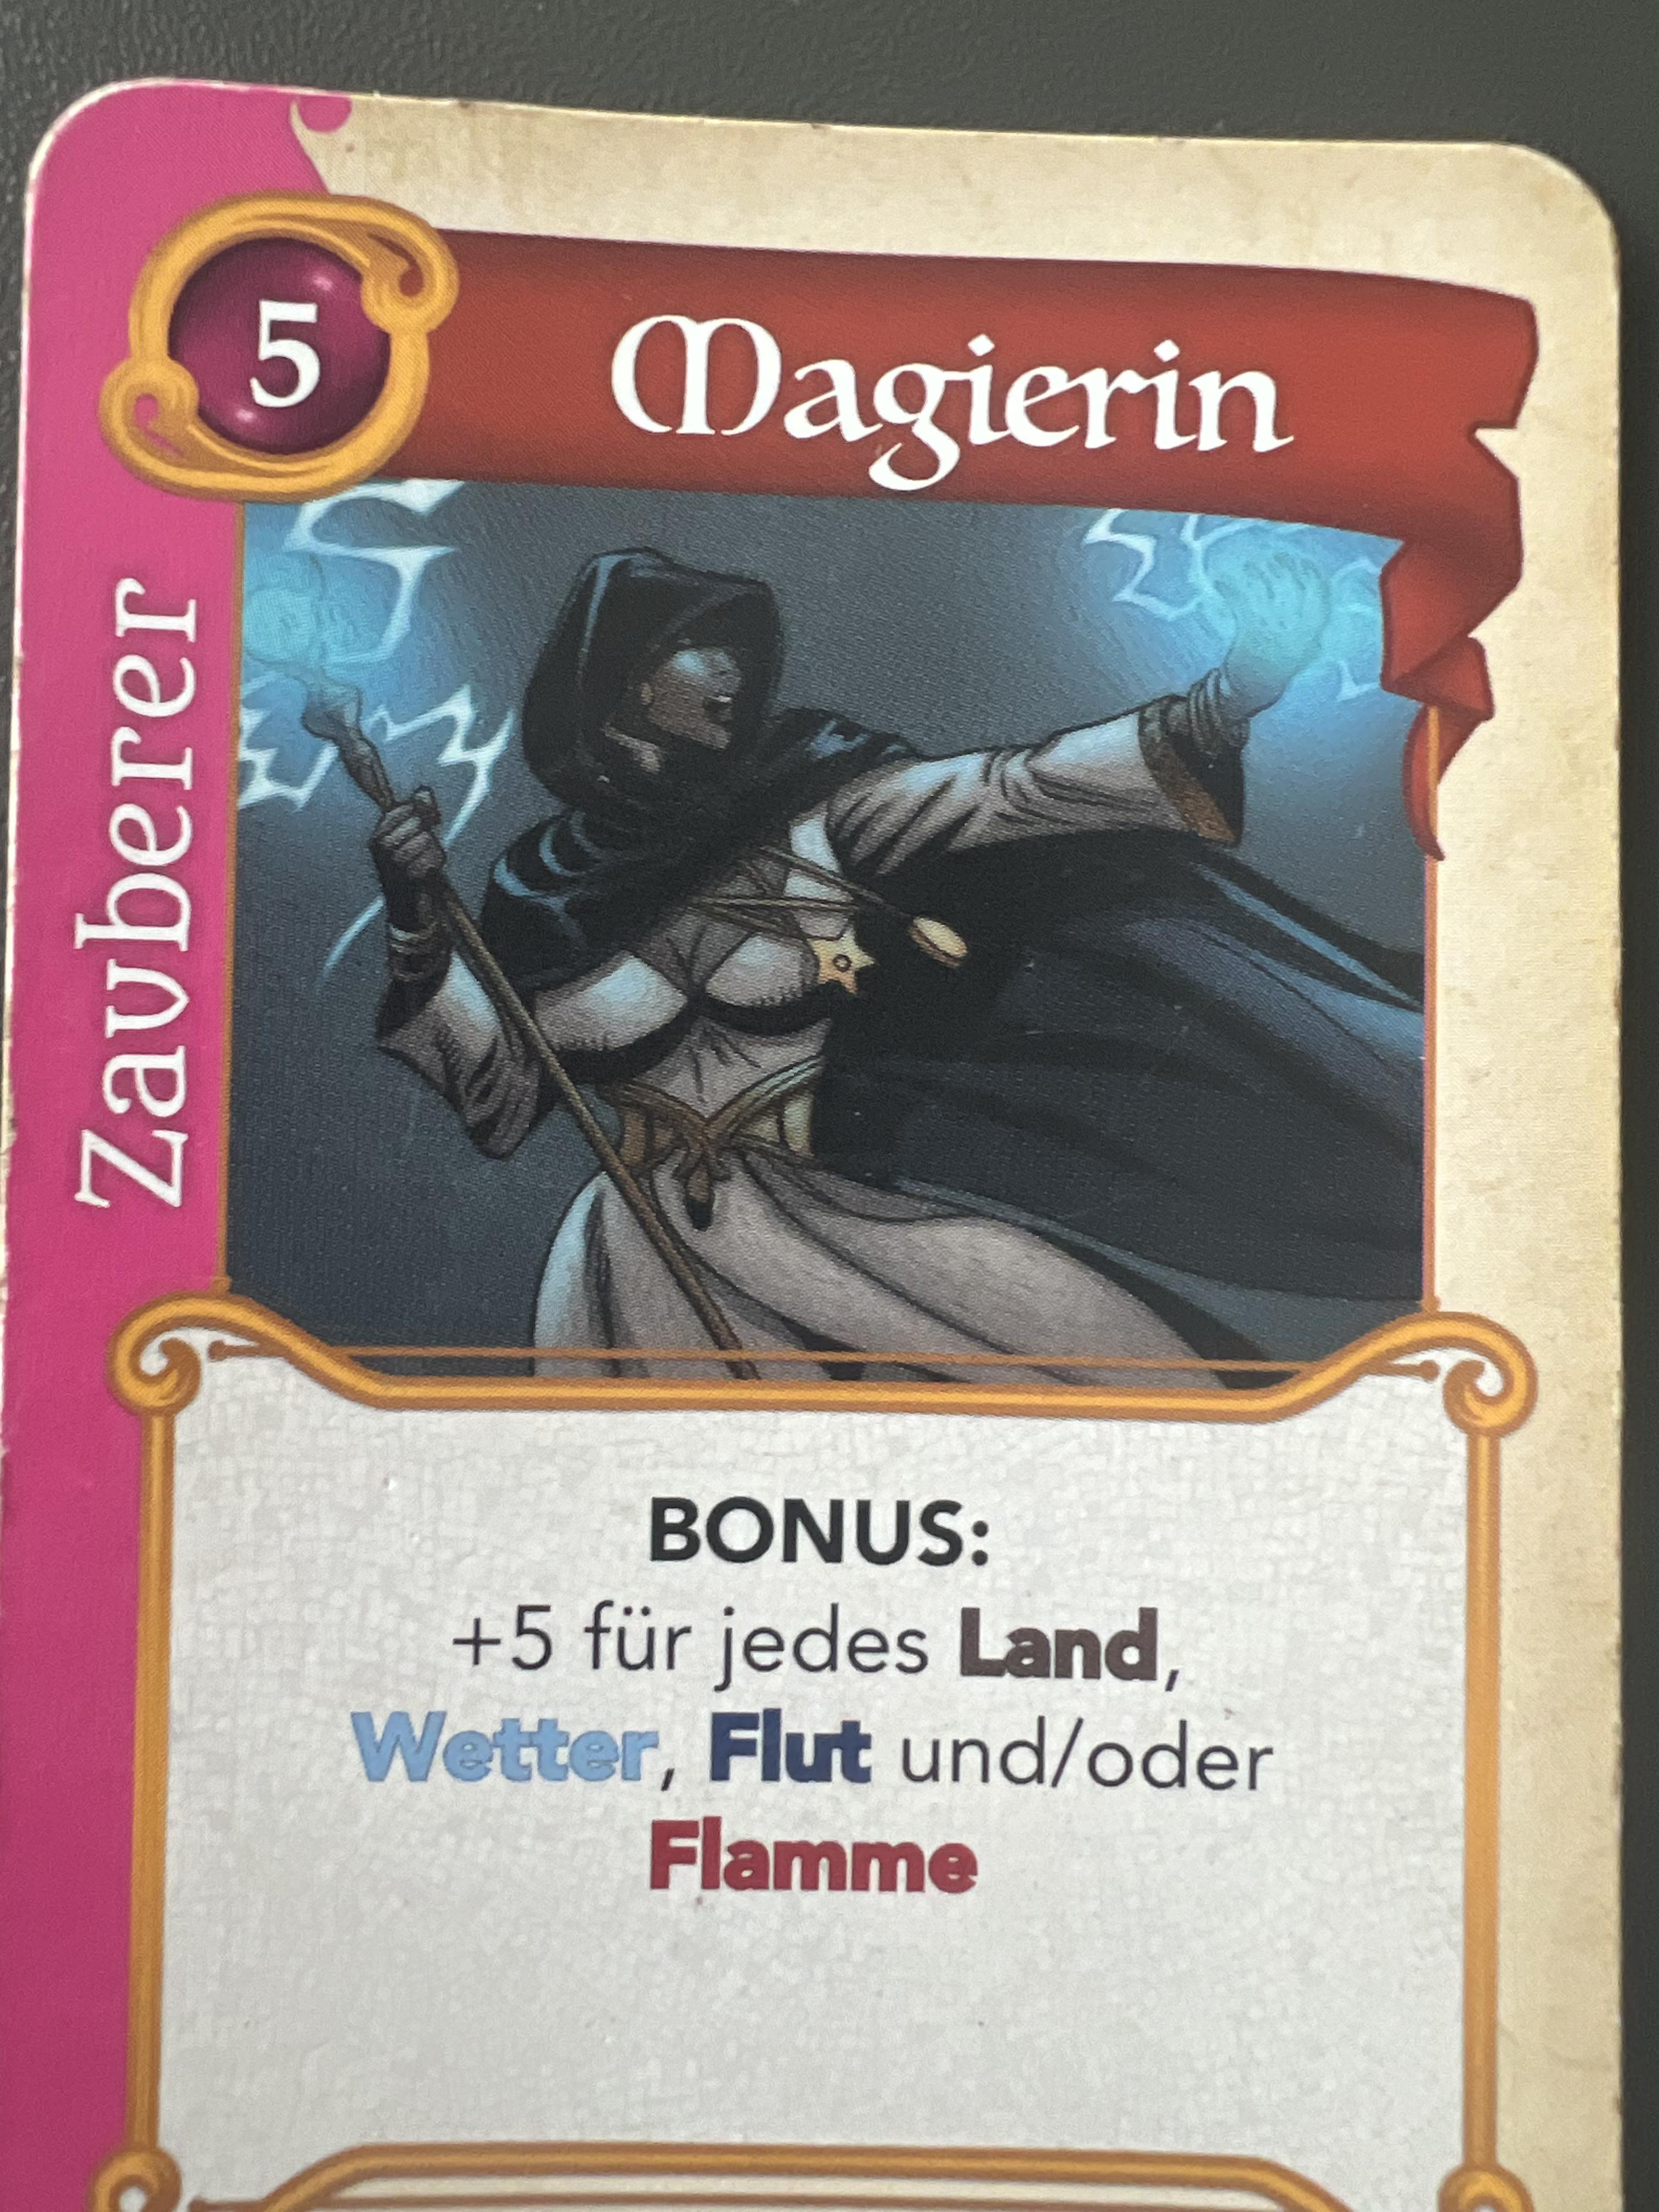 5
Magierin
Zauberer
BONUS:
+5 für jedes Land,
Wetter, Flut und/oder
Flamme